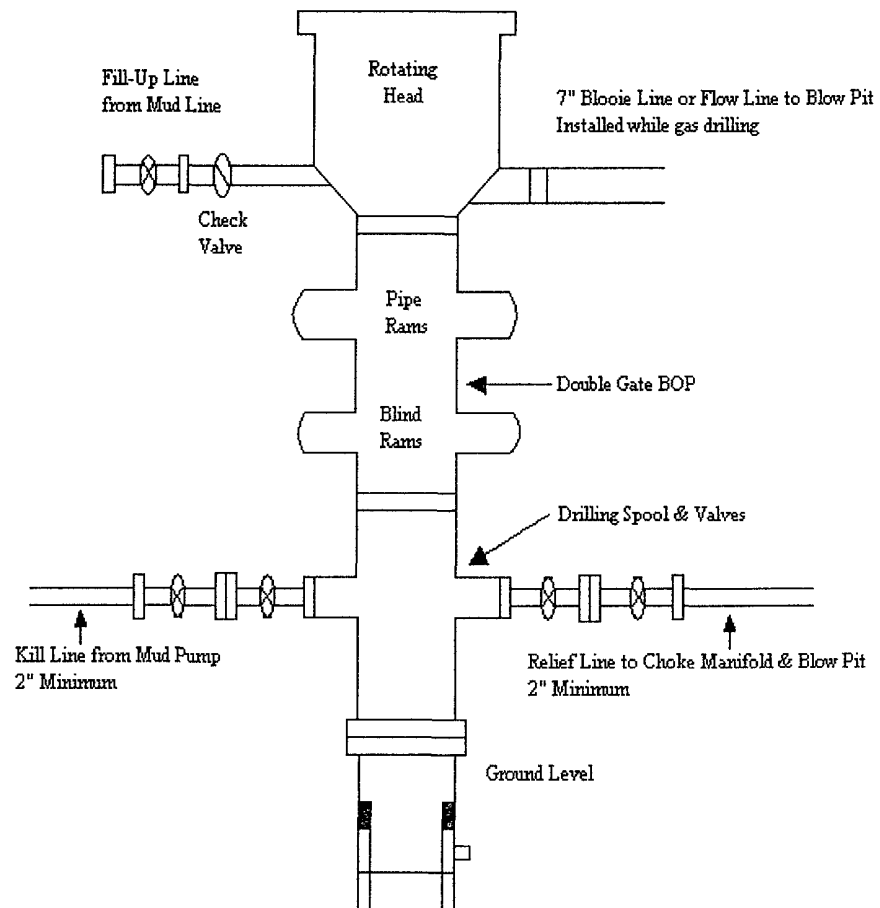 Rotating
Head
Fill-Up Line
from Mud Line
7" Blooie Line or Flow Line to Blow Pit
Installed while gas drilling
Check
Valve
Pipe
Rams
Double Gate BOP
Blind
Rams
Drilling Spool & Valves
Kill Line from Mud Pump
2" Minimum
Relief Line to Choke Manifold & Blow Pit
2" Minimum
Ground Level